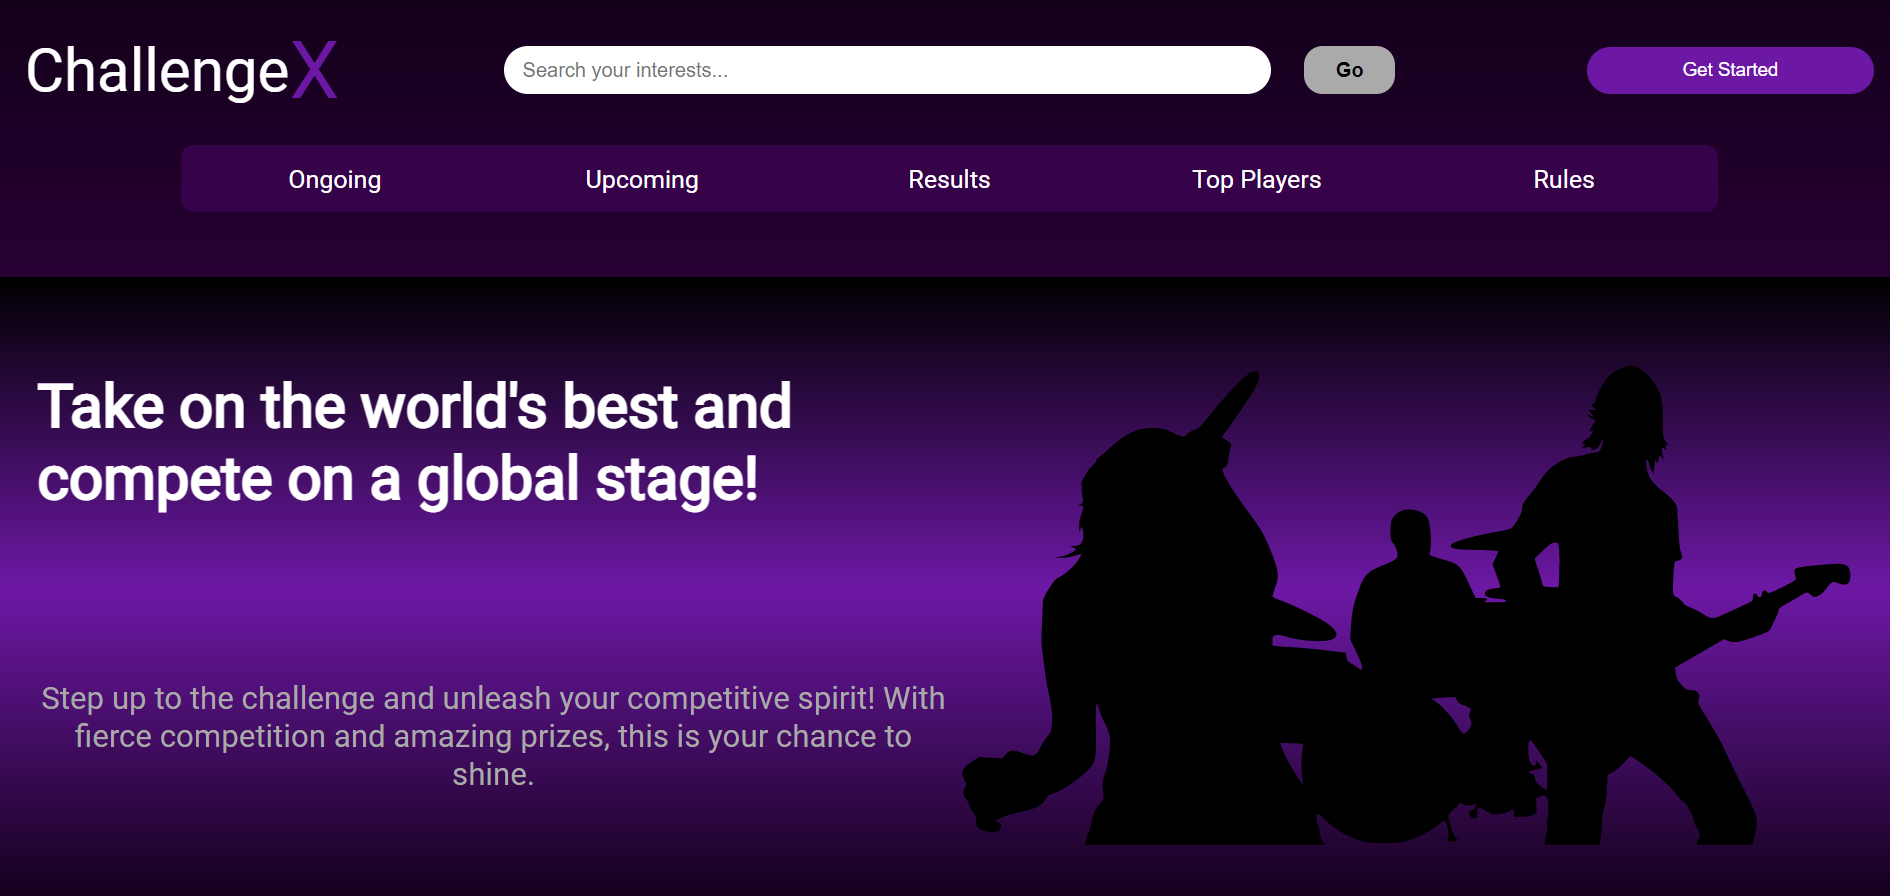 ChallengeX
Search your interests...
Go
Get Started
Ongoing
Upcoming
Results
Top Players
Rules
Take on the world's best and
compete on a global stage!
Step up to the challenge and unleash your competitive spirit! With
fierce competition and amazing prizes, this is your chance to
shine.